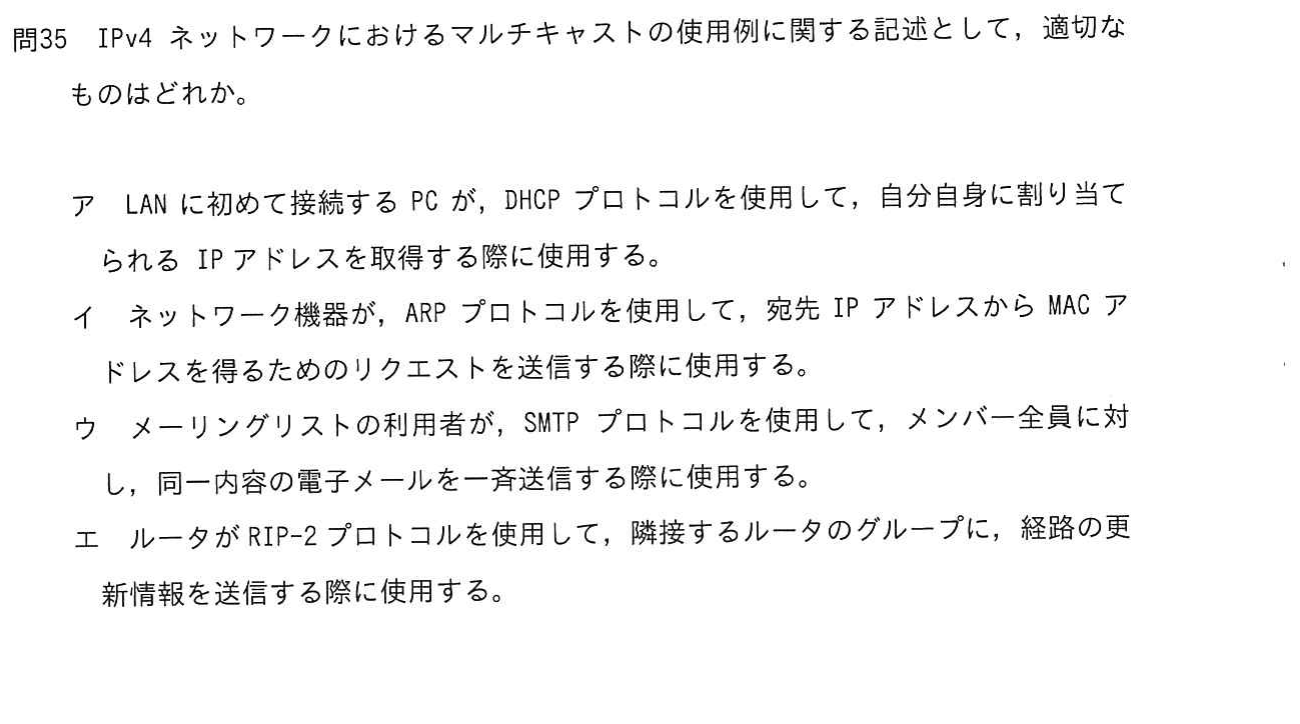 問35　IPv4 ネットワークにおけるマルチキャストの使用例に関する記述として，適切な
ものはどれか。
ア　LAN に初めて接続する PC が，DHCP プロトコルを使用して，自分自身に割り当て
られる IP アドレスを取得する際に使用する。
イ　ネットワーク機器が，ARP プロトコルを使用して，宛先 IP アドレスから MAC ア
ドレスを得るためのリクエストを送信する際に使用する。
ウ　メーリングリストの利用者が，SMTP プロトコルを使用して，メンバー全員に対
し，同一内容の電子メールを一斉送信する際に使用する。
エ　ルータが RIP-2 プロトコルを使用して，隣接するルータのグループに，経路の更
新情報を送信する際に使用する。